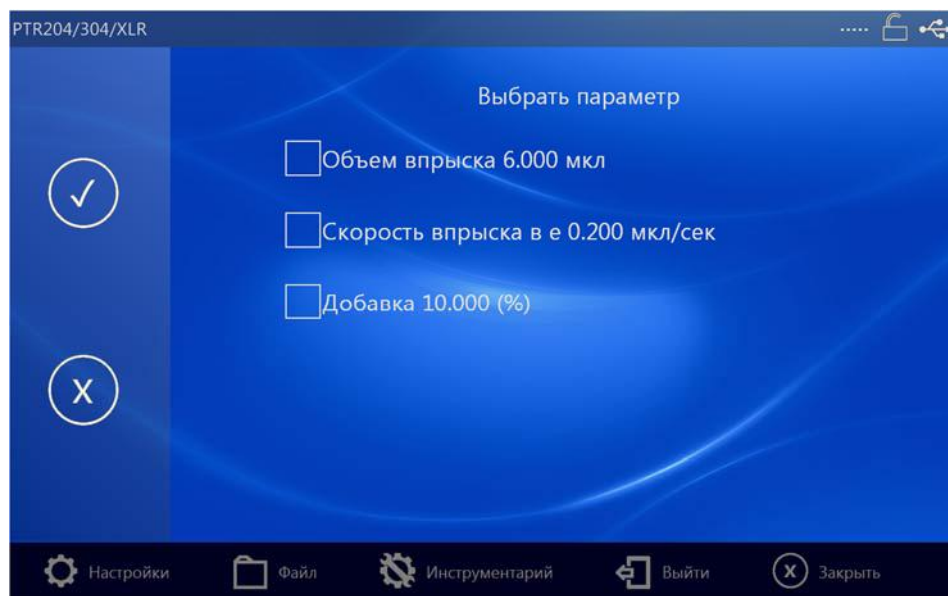 PTR204/304/XLR
Выбрать параметр
Объем впрыска 6.000 мкл
Скорость впрыска в е 0.200 мкл/сек
Добавка 10.000 (%)
X
Настройки Файл Инструментарий Выйти X Закрыть